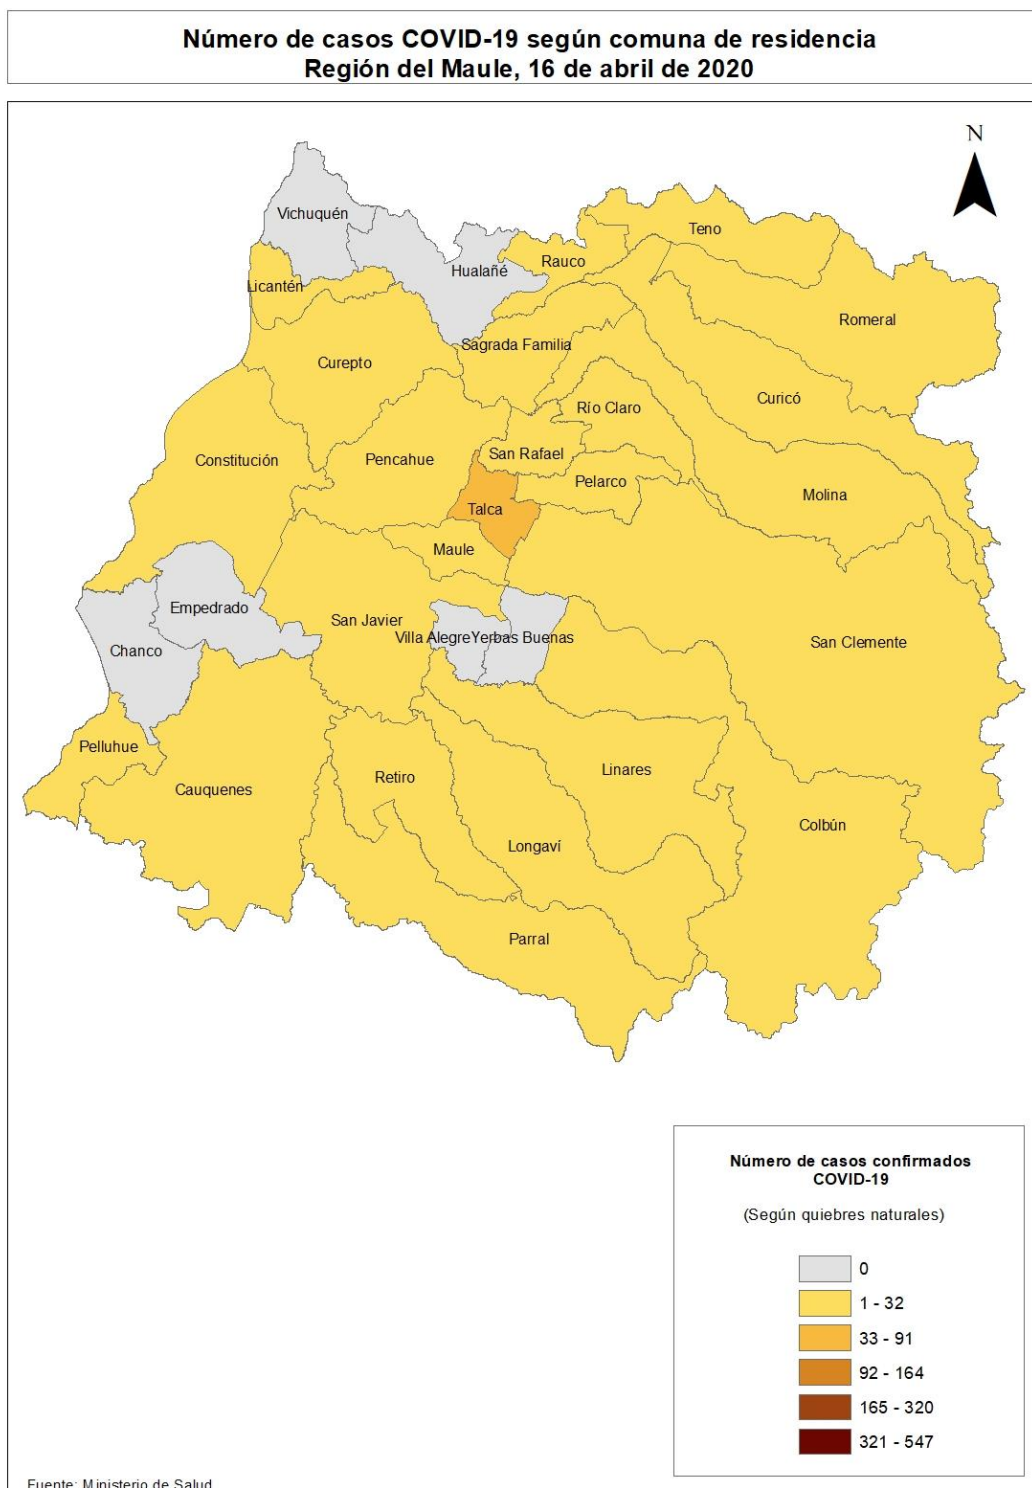 Número de casos COVID-19 según comuna de residencia
Región del Maule, 16 de abril de 2020
N
Vichuquén
Teno
Hualañé
Rauco
Licantén
Romeral
Sagrada Familia
Curepto
Curicó
Río Claro
San Rafael
Constitución
Pencahue
Pelarco
Molina
Talca
Maule
Empedrado
San Javier
Villa Alegre
Yerbas Buenas
San Clemente
Chanco
Pelluhue
Linares
Retiro
Cauquenes
Colbún
Longaví
Parral
Número de casos confirmados
COVID-19
(Según quiebres naturales)
0
1 - 32
33 - 91
92 - 164
165 - 320
321 - 547
Fuente: Ministerio de Salud